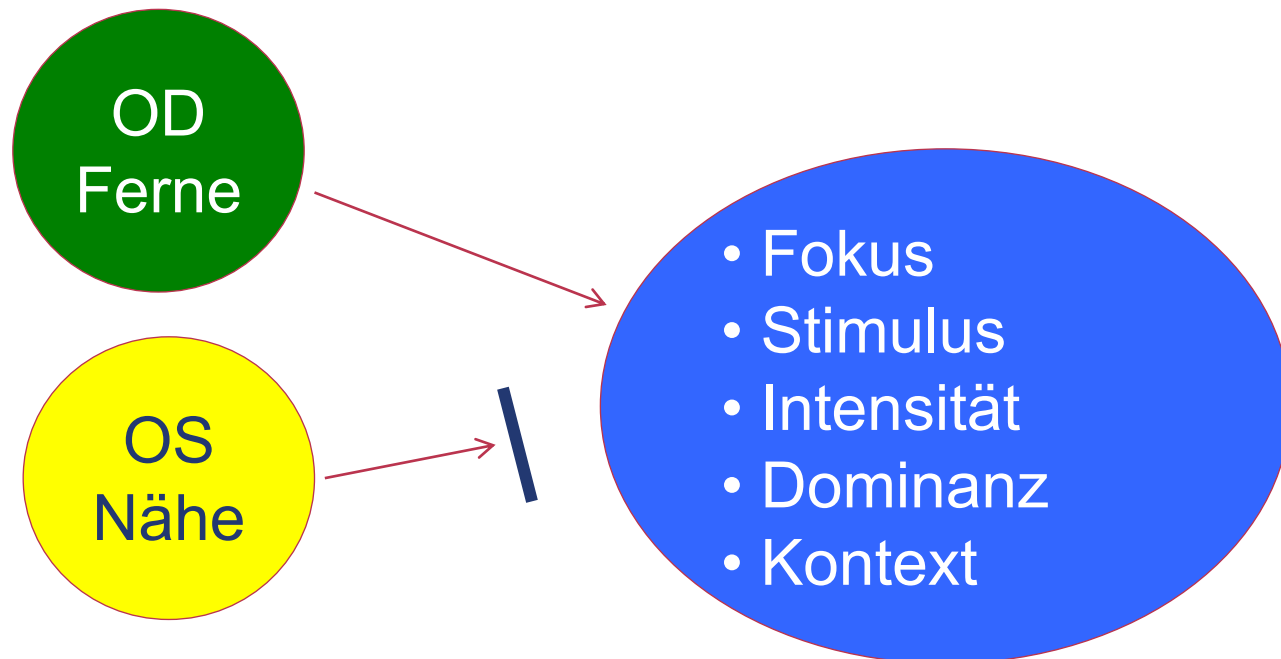 OD
Ferne
OS
Nähe
• Fokus
• Stimulus
• Intensität
• Dominanz
• Kontext